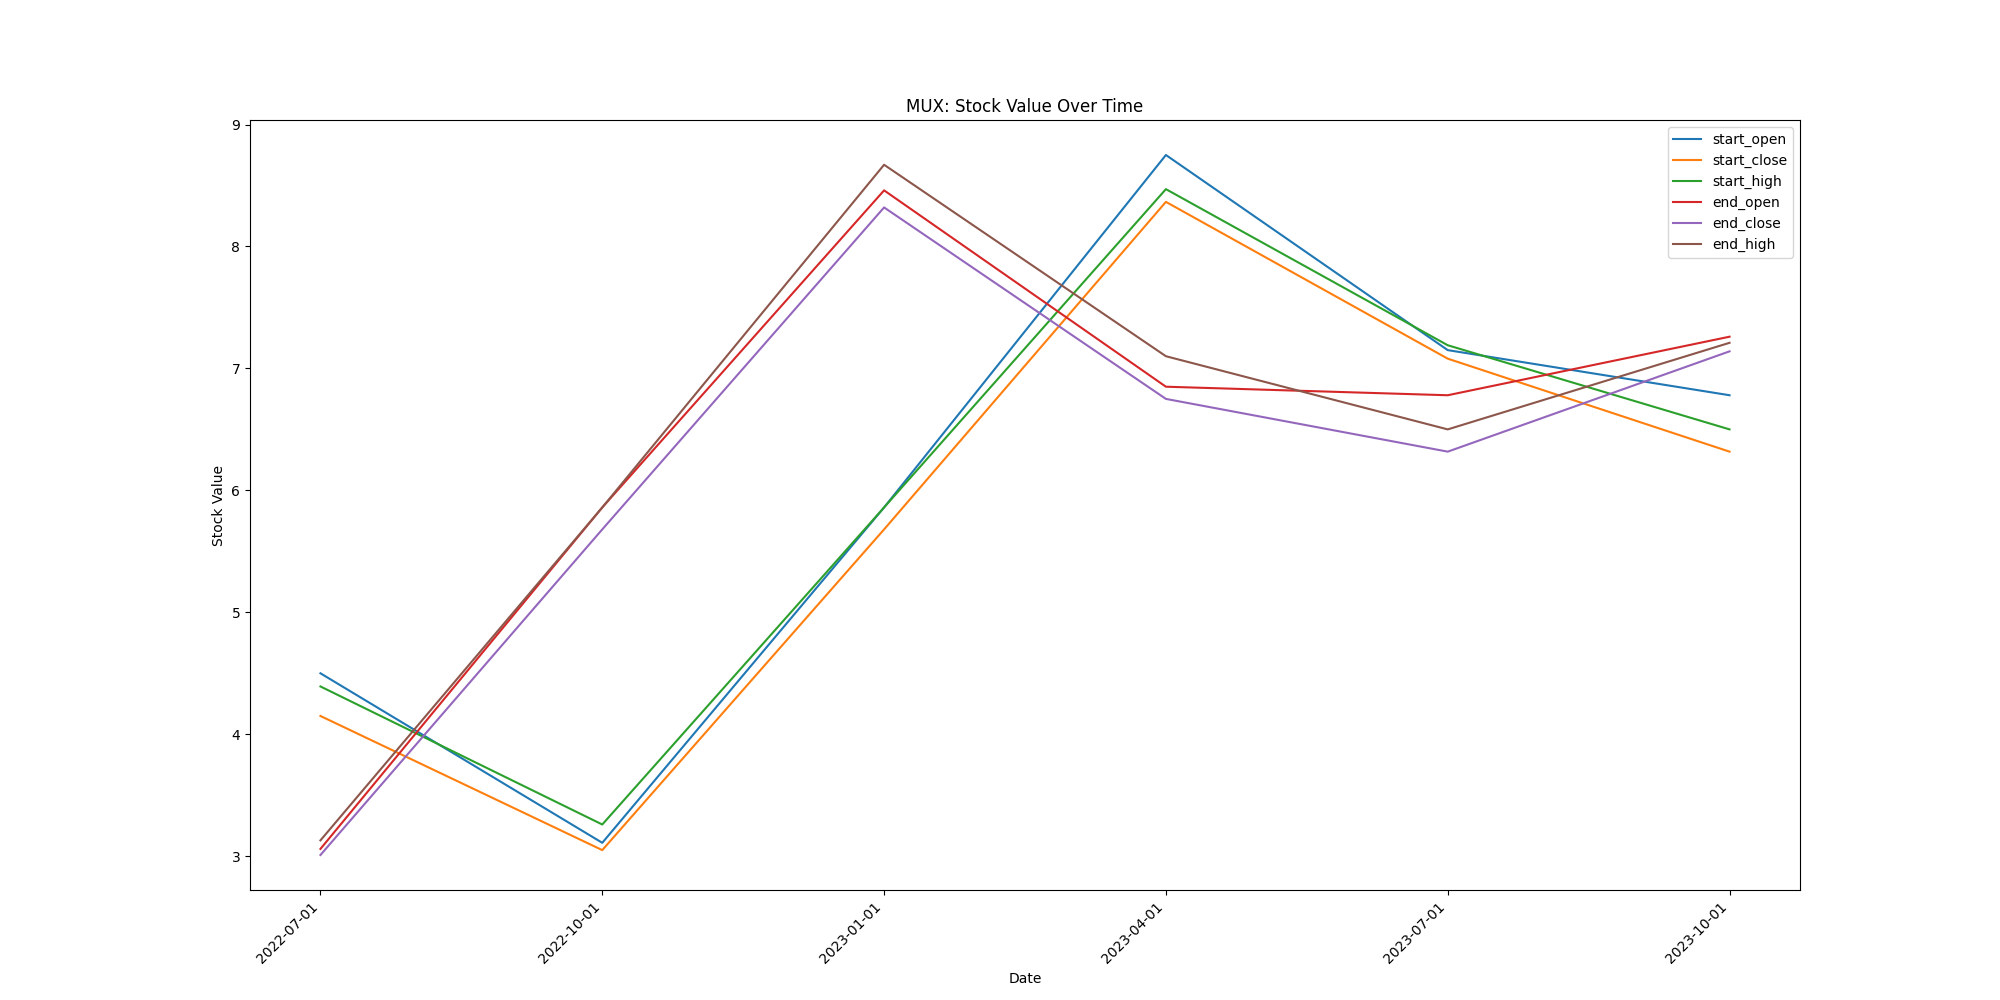 MUX: Stock Value Over Time
start_open
start_close
start_high
end_open
end_close
end_high
Stock Value
9
8
7
6
5
4
3
2022-07-01
2022-10-01
2023-01-01
2023-04-01
2023-07-01
2023-10-01
Date